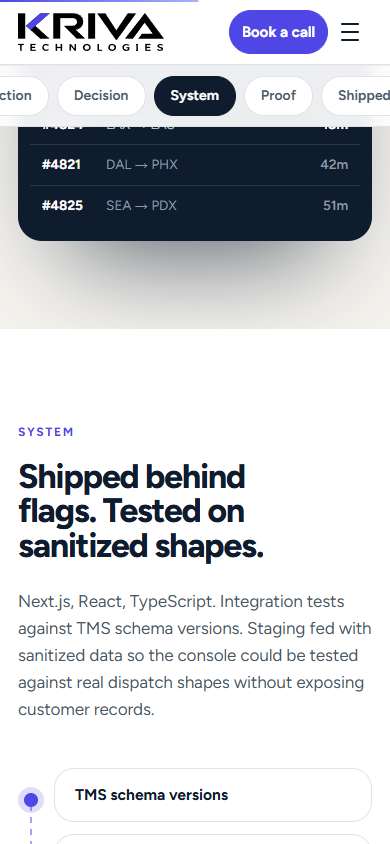 KRIVA
TECHNOLOGIES
Book a call
Decision
System
Proof
Shipped
#4821 DAL → PHX 42m
#4825 SEA → PDX 51m
SYSTEM
Shipped behind
flags. Tested on
sanitized shapes.
Next.js, React, TypeScript. Integration tests
against TMS schema versions. Staging fed with
sanitized data so the console could be tested
against real dispatch shapes without exposing
customer records.
TMS schema versions